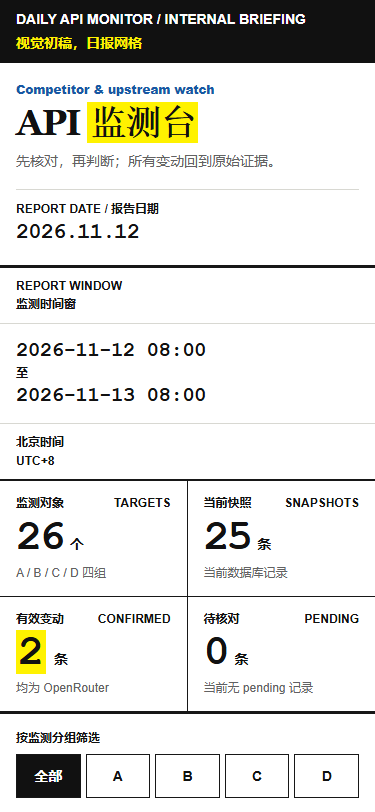 DAILY API MONITOR / INTERNAL BRIEFING
视觉初稿，日报网格
Competitor & upstream watch
API 监测台
先核对，再判断；所有变动回到原始证据。
REPORT DATE / 报告日期
2026.11.12
REPORT WINDOW
监测时间窗
2026-11-12 08:00
至
2026-11-13 08:00
北京时间
UTC+8
监测对象 TARGETS
26 个
A / B / C / D 四组
当前快照 SNAPSHOTS
25 条
当前数据库记录
有效变动 CONFIRMED
2 条
均为 OpenRouter
待核对 PENDING
0 条
当前无 pending 记录
按监测分组筛选
全部 A B C D